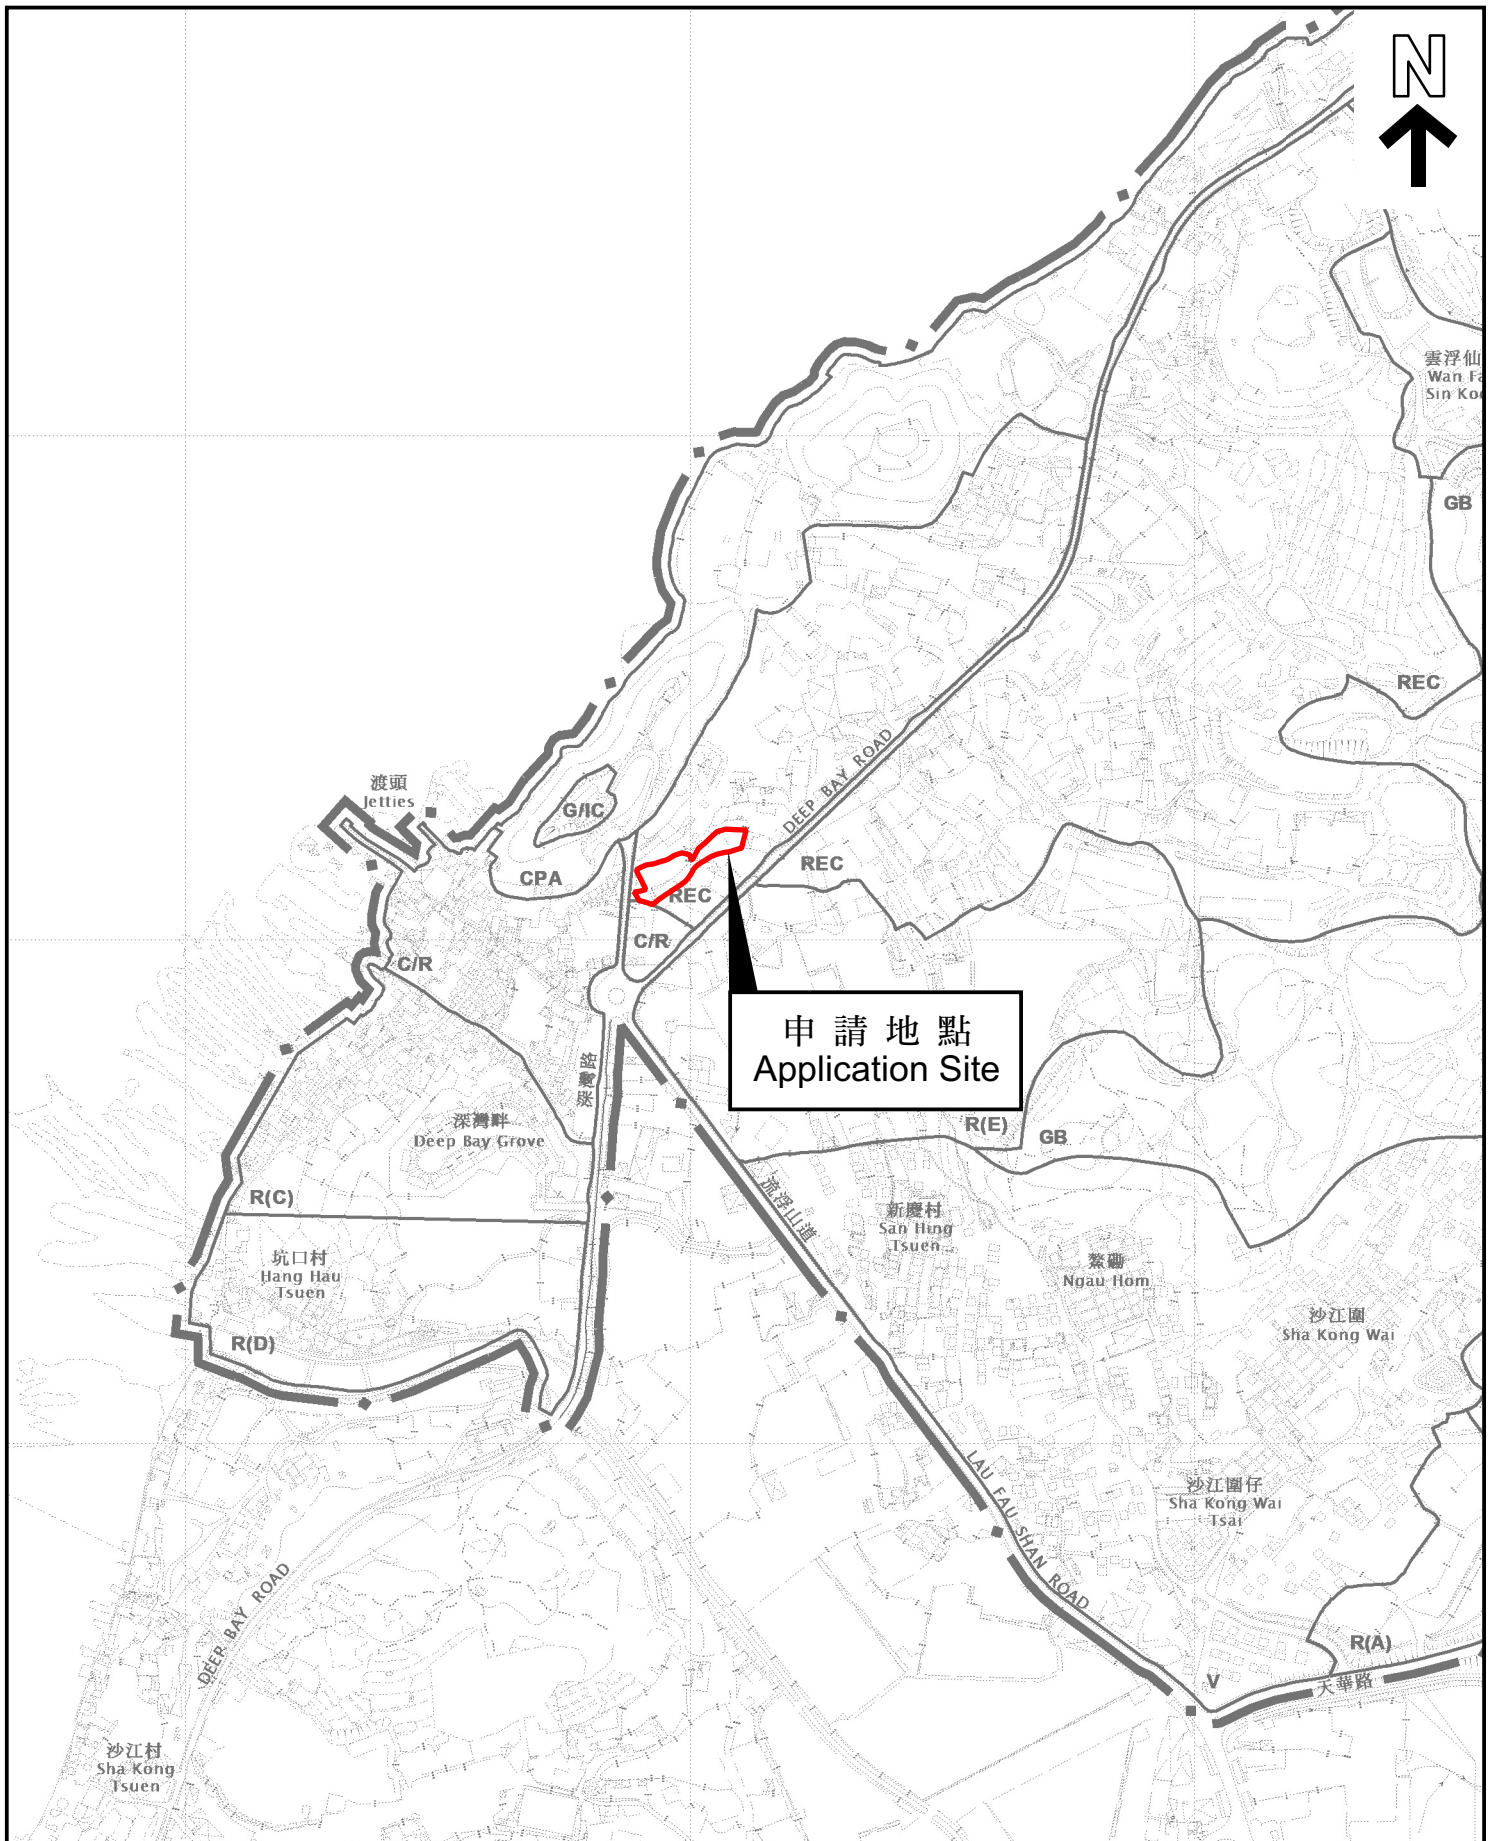 N
雲浮仙
Wan Fa
Sin Koo
GB
REC
渡頭
Jetties
G/IC
DEEP BAY ROAD
CPA
REC
REC
C/R
C/R
申請地點
Application Site
深灣路
深灣畔
Deep Bay Grove
R(E)
GB
R(C)
流浮山道
新慶村
San Hing
Tsuen
坑口村
Hang Hau
Tsuen
鰲磡
Ngau Hom
沙江圍
Sha Kong Wai
R(D)
LAU FAU SHAN ROAD
沙江圍仔
Sha Kong Wai
Tsai
DEEP BAY ROAD
R(A)
V
天華路
沙江村
Sha Kong
Tsuen